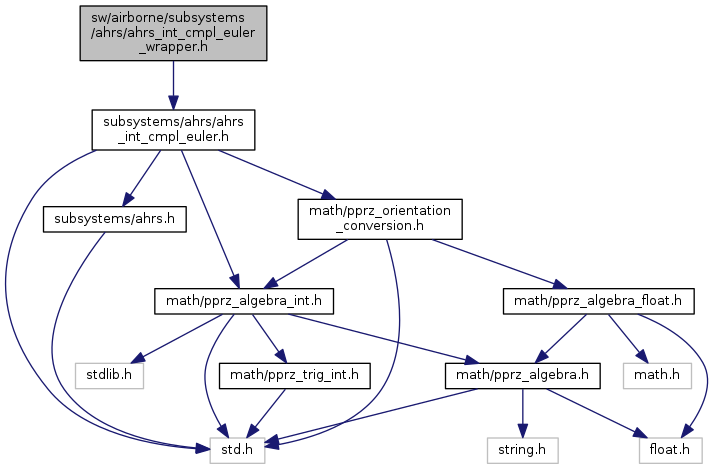 sw/airborne/subsystems
/ahrs/ahrs_int_cmpl_euler
_wrapper.h
subsystems/ahrs/ahrs
_int_cmpl_euler.h
subsystems/ahrs.h
math/pprz_orientation
_conversion.h
math/pprz_algebra_int.h
math/pprz_algebra_float.h
stdlib.h
math/pprz_trig_int.h
math/pprz_algebra.h
math.h
std.h
string.h
float.h